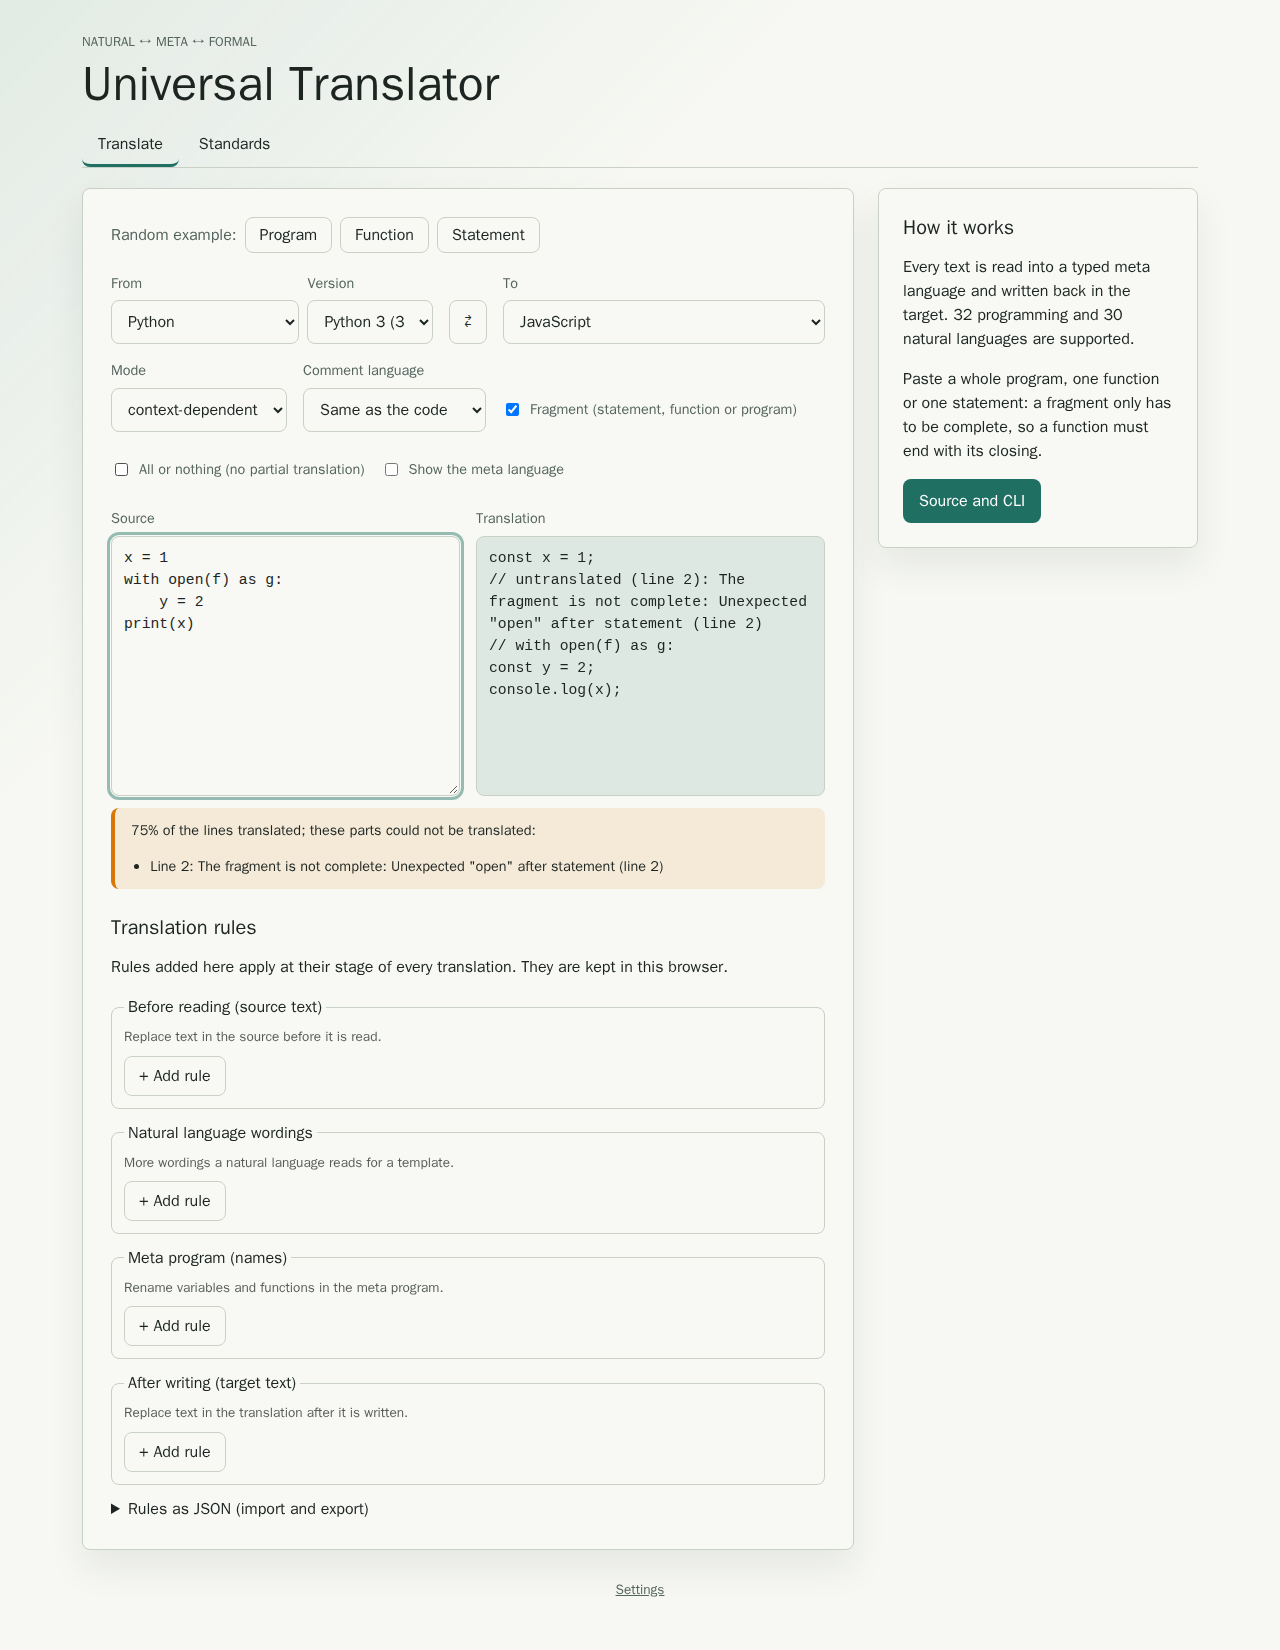 NATURAL ↔ META ↔ FORMAL
Universal Translator
Translate
Standards
Random example:
Program
Function
Statement
From
Version
To
Python
Python 3 (3
⇄
JavaScript
Mode
Comment language
context-dependent
Same as the code
Fragment (statement, function or program)
All or nothing (no partial translation)
Show the meta language
Source
x = 1
with open(f) as g:
    y = 2
print(x)
Translation
const x = 1;
// untranslated (line 2): The
fragment is not complete: Unexpected
"open" after statement (line 2)
// with open(f) as g:
const y = 2;
console.log(x);
75% of the lines translated; these parts could not be translated:
• Line 2: The fragment is not complete: Unexpected "open" after statement (line 2)
Translation rules
Rules added here apply at their stage of every translation. They are kept in this browser.
Before reading (source text)
Replace text in the source before it is read.
+ Add rule
Natural language wordings
More wordings a natural language reads for a template.
+ Add rule
Meta program (names)
Rename variables and functions in the meta program.
+ Add rule
After writing (target text)
Replace text in the translation after it is written.
+ Add rule
Rules as JSON (import and export)
How it works
Every text is read into a typed meta
language and written back in the
target. 32 programming and 30
natural languages are supported.
Paste a whole program, one function
or one statement: a fragment only has
to be complete, so a function must
end with its closing.
Source and CLI
Settings